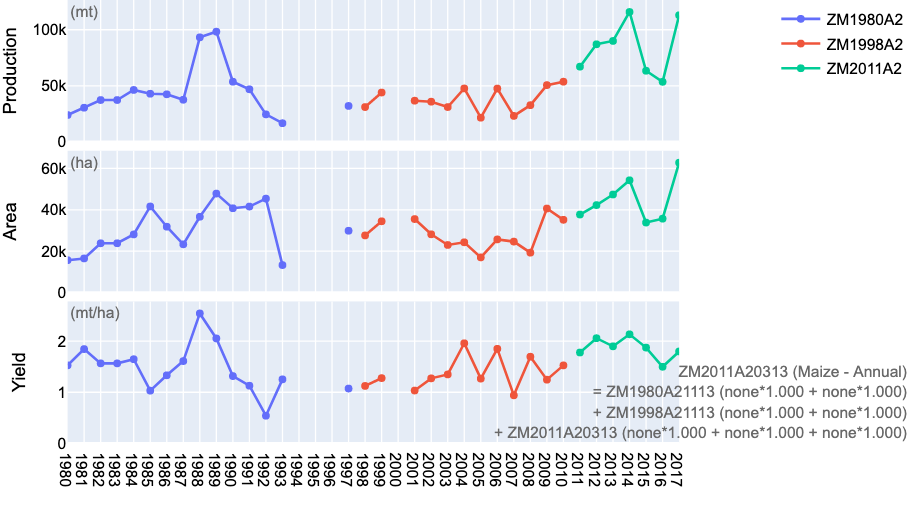 (mt)
100k
50k
0
Production
ZM1980A2
ZM1998A2
ZM2011A2
(ha)
60k
40k
20k
0
Area
(mt/ha)
2
1
0
Yield
ZM2011A20313 (Maize - Annual)
= ZM1980A21113 (none*1.000 + none*1.000)
+ ZM1998A21113 (none*1.000 + none*1.000)
+ ZM2011A20313 (none*1.000 + none*1.000 + none*1.000)
1980
1981
1982
1983
1984
1985
1986
1987
1988
1989
1990
1991
1992
1993
1994
1995
1996
1997
1998
1999
2000
2001
2002
2003
2004
2005
2006
2007
2008
2009
2010
2011
2012
2013
2014
2015
2016
2017